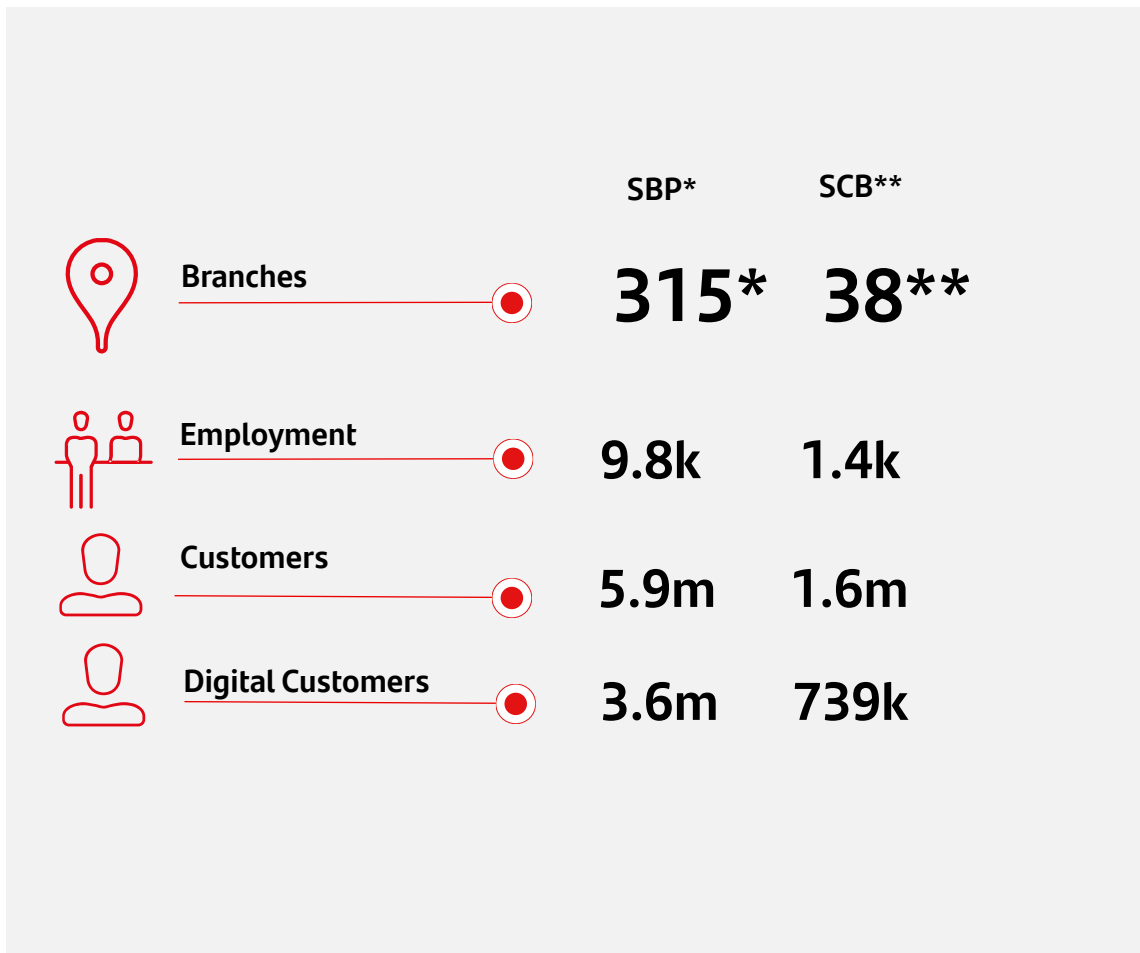 SBP* SCB**
Branches 315* 38**
Employment 9.8k 1.4k
Customers 5.9m 1.6m
Digital Customers 3.6m 739k